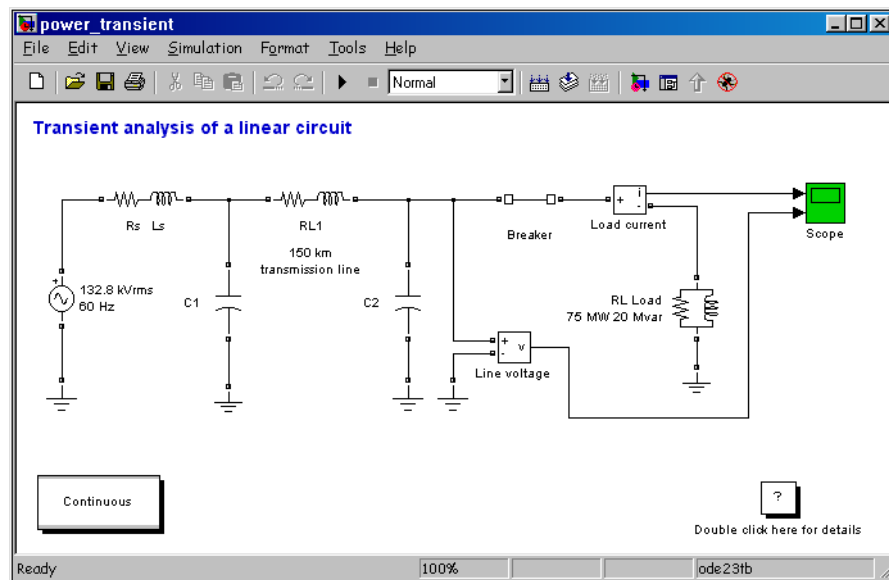 power_transient
File Edit View Simulation Format Tools Help
Normal
Transient analysis of a linear circuit
Rs Ls
RL1
150 km
transmission line
Breaker
i
+
-
Load current
Scope
+
132.8 kVrms
60 Hz
C1
C2
RL Load
75 MW 20 Mvar
+
-
v
Line voltage
Continuous
?
Double click here for details
Ready 100% ode23tb